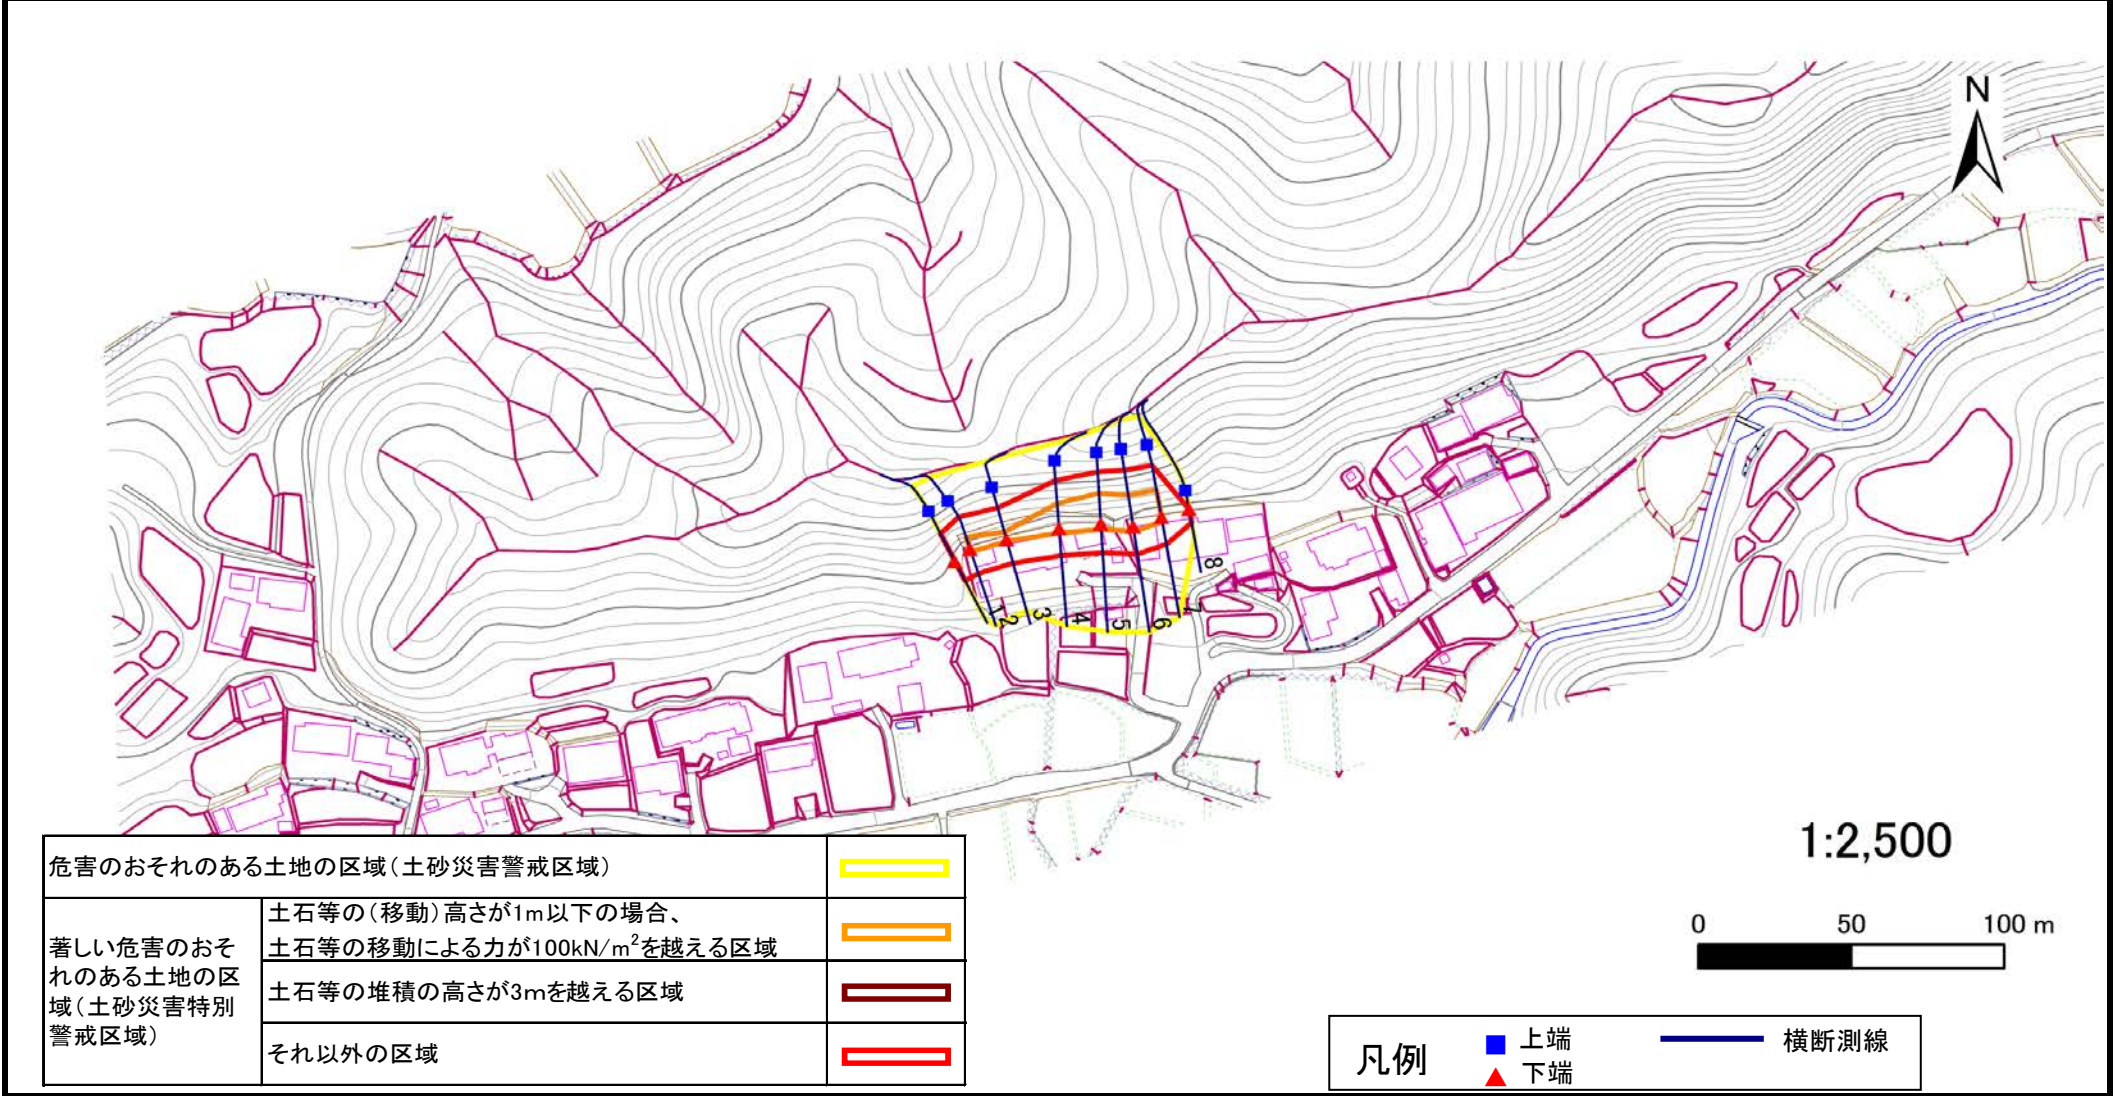 N
1
2
3
4
5
6
7
8
1:2,500
0 50 100 m
危害のおそれのある土地の区域(土砂災害警戒区域)
著しい危害のおそ
れのある土地の区
域(土砂災害特別
警戒区域)
土石等の(移動)高さが1m以下の場合、
土石等の移動による力が100kN/m²を越える区域
土石等の堆積の高さが3mを越える区域
それ以外の区域
凡例
上端
下端
横断測線